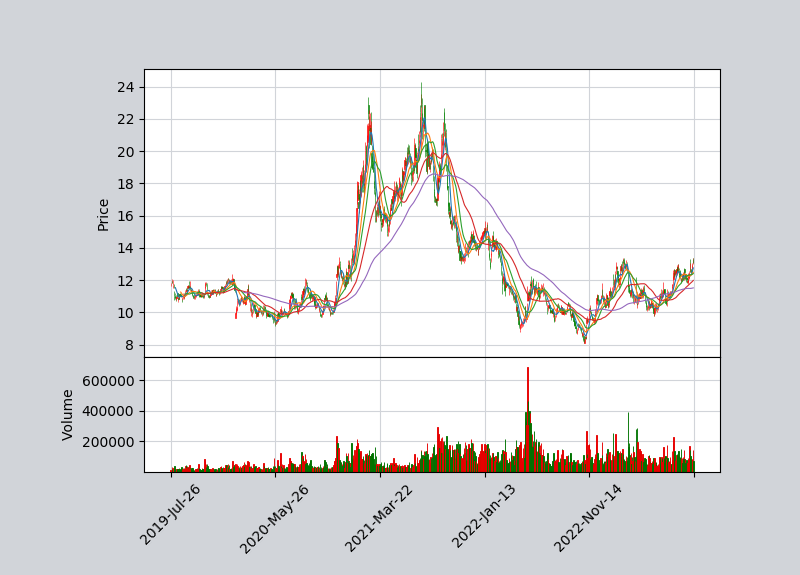 24
22
20
18
16
14
12
10
8
Price
600000
400000
200000
Volume
2019-Jul-26
2020-May-26
2021-Mar-22
2022-Jan-13
2022-Nov-14